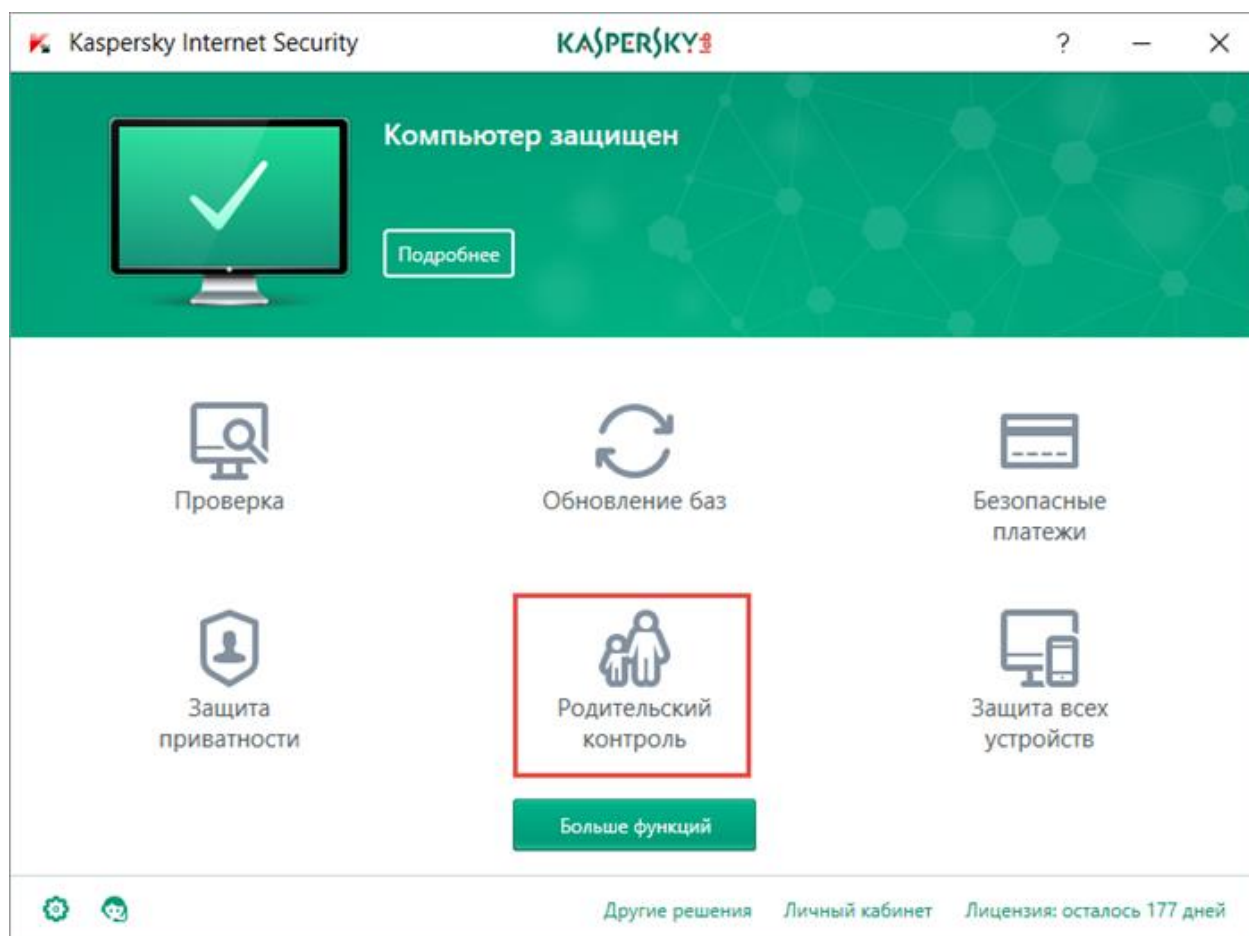 Kaspersky Internet Security
KASPERSKY lab
?
Компьютер защищен
Подробнее
Проверка
Обновление баз
Безопасные
платежи
Защита
приватности
Родительский
контроль
Защита всех
устройств
Больше функций
Другие решения Личный кабинет Лицензия: осталось 177 дней